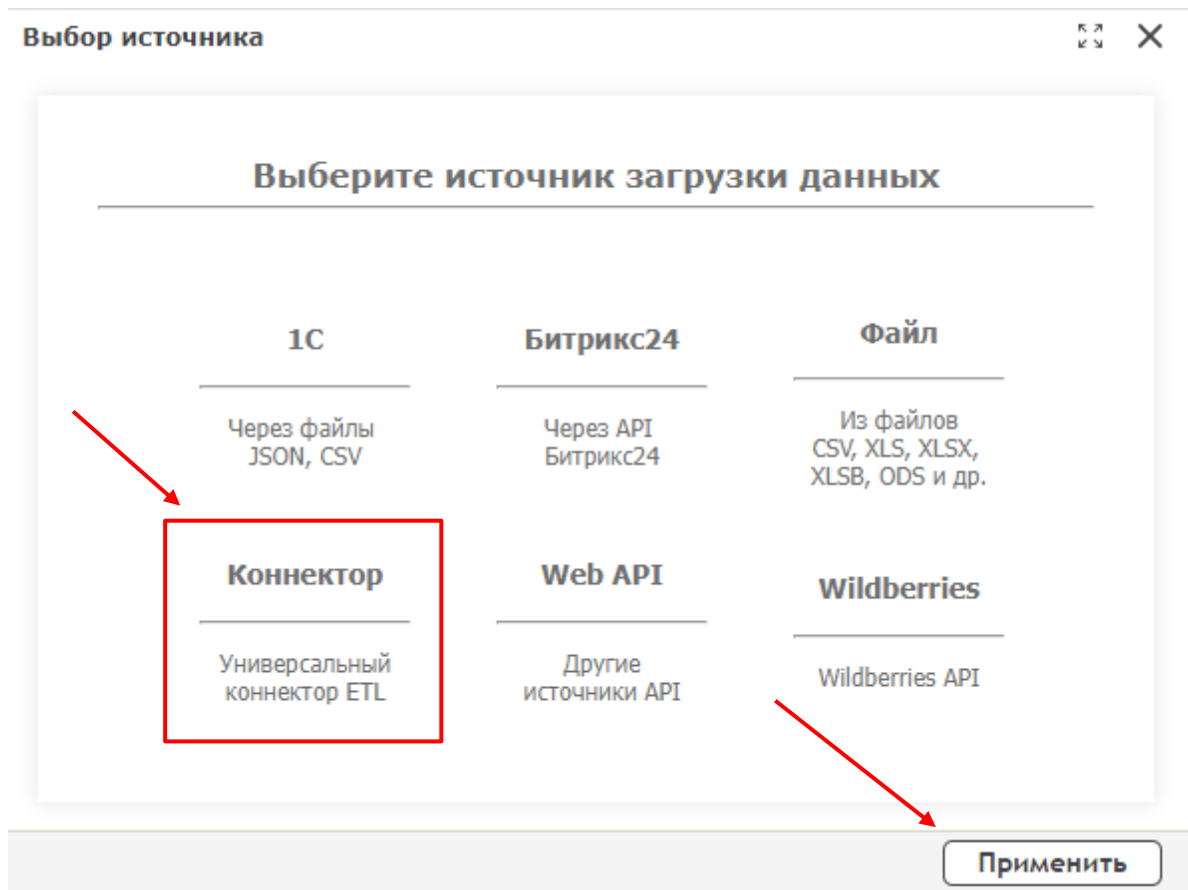 Выбор источника
Выберите источник загрузки данных
1С
Через файлы
JSON, CSV
Битрикс24
Через API
Битрикс24
Файл
Из файлов
CSV, XLS, XLSX,
XLSB, ODS и др.
Коннектор
Универсальный
коннектор ETL
Web API
Другие
источники API
Wildberries
Wildberries API
Применить